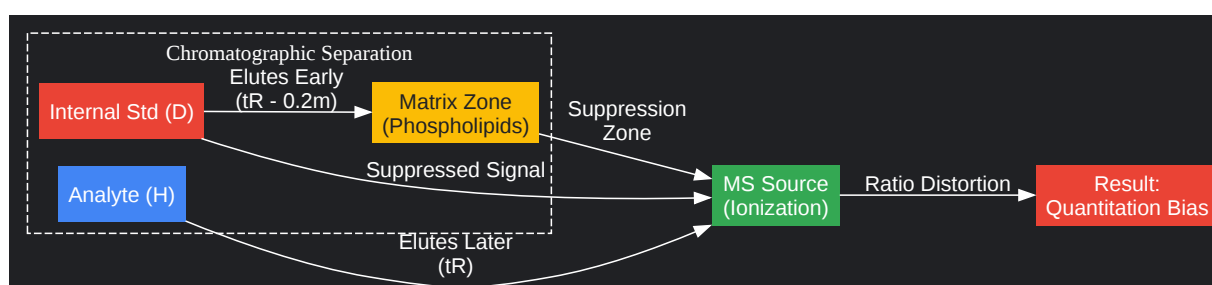 Chromatographic Separation
Elutes Early
(tR - 0.2m)
Internal Std (D)
Matrix Zone
(Phospholipids)
Suppression
Zone
Suppressed Signal
Analyte (H)
MS Source
(Ionization)
Ratio Distortion
Result:
Quantitation Bias
Elutes Later
(tR)